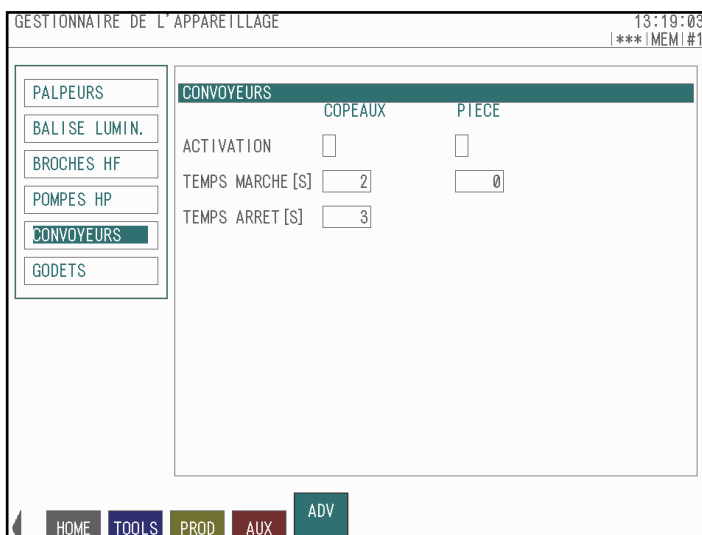 GESTIONNAIRE DE L'APPAREILLAGE 13:19:03
|***|MEM|#1
PALPEURS
BALISE LUMIN.
BROCHES HF
POMPES HP
CONVOYEURS
GODETS
CONVOYEURS
COPEAUX PIECE
ACTIVATION
TEMPS MARCHE[S] 2 0
TEMPS ARRET[S] 3
HOME TOOLS PROD AUX ADV